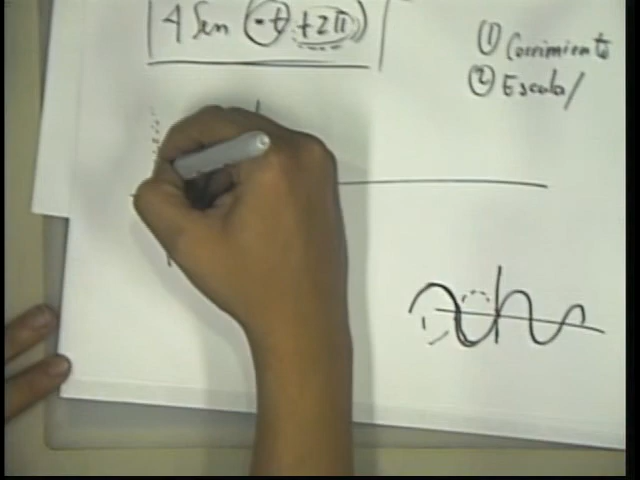 4 Sen (-t + 2π)
① Corrimiento
② Escala